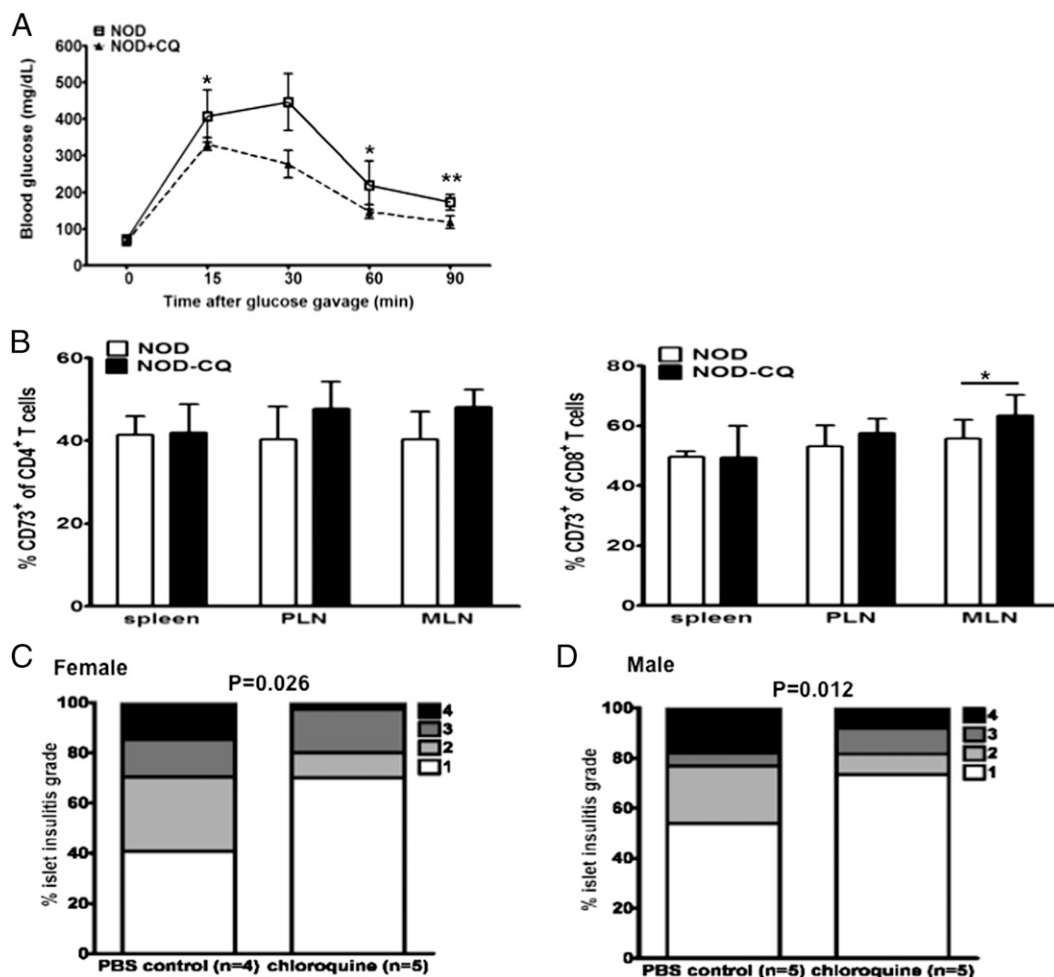 A
NOD
NOD+CQ
Blood glucose (mg/dL)
600
500
400
300
200
100
0
*
*
**
0 15 30 60 90
Time after glucose gavage (min)
B
% CD73+ of CD4+ T cells
60
40
20
0
NOD
NOD-CQ
spleen PLN MLN
% CD73+ of CD8+ T cells
80
60
40
20
0
NOD
NOD-CQ
*
spleen PLN MLN
C
Female
P=0.026
% islet insulitis grade
100
80
60
40
20
0
4
3
2
1
PBS control (n=4) chloroquine (n=5)
D
Male
P=0.012
% islet insulitis grade
100
80
60
40
20
0
4
3
2
1
PBS control (n=5) chloroquine (n=5)